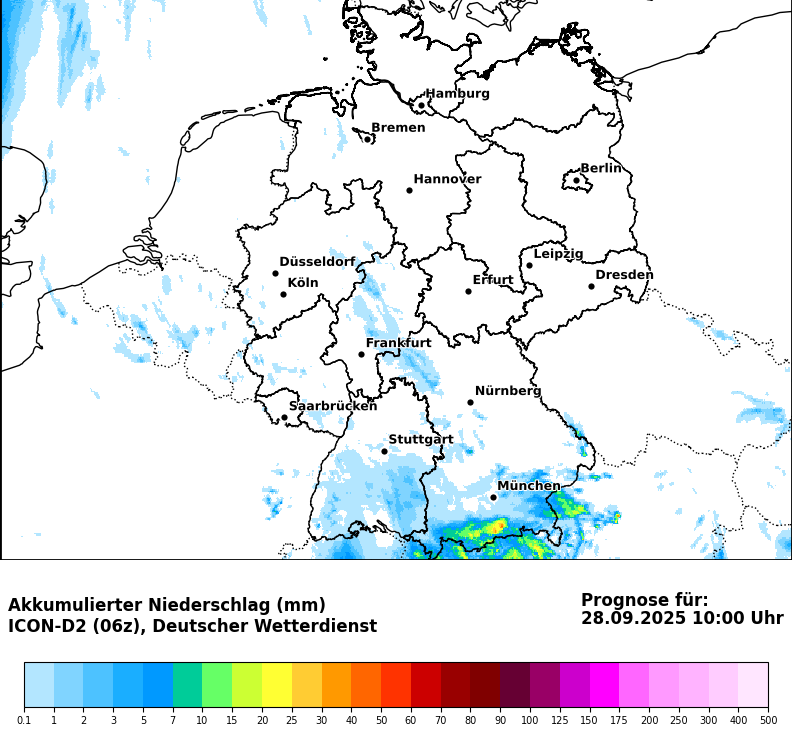 Hamburg
Bremen
Berlin
Hannover
Leipzig
Düsseldorf
Dresden
Köln
Erfurt
Frankfurt
Nürnberg
Saarbrücken
Stuttgart
München
Akkumulierter Niederschlag (mm)
ICON-D2 (06z), Deutscher Wetterdienst
Prognose für:
28.09.2025 10:00 Uhr
0.1 1 2 3 5 7 10 15 20 25 30 40 50 60 70 80 90 100 125 150 175 200 250 300 400 500